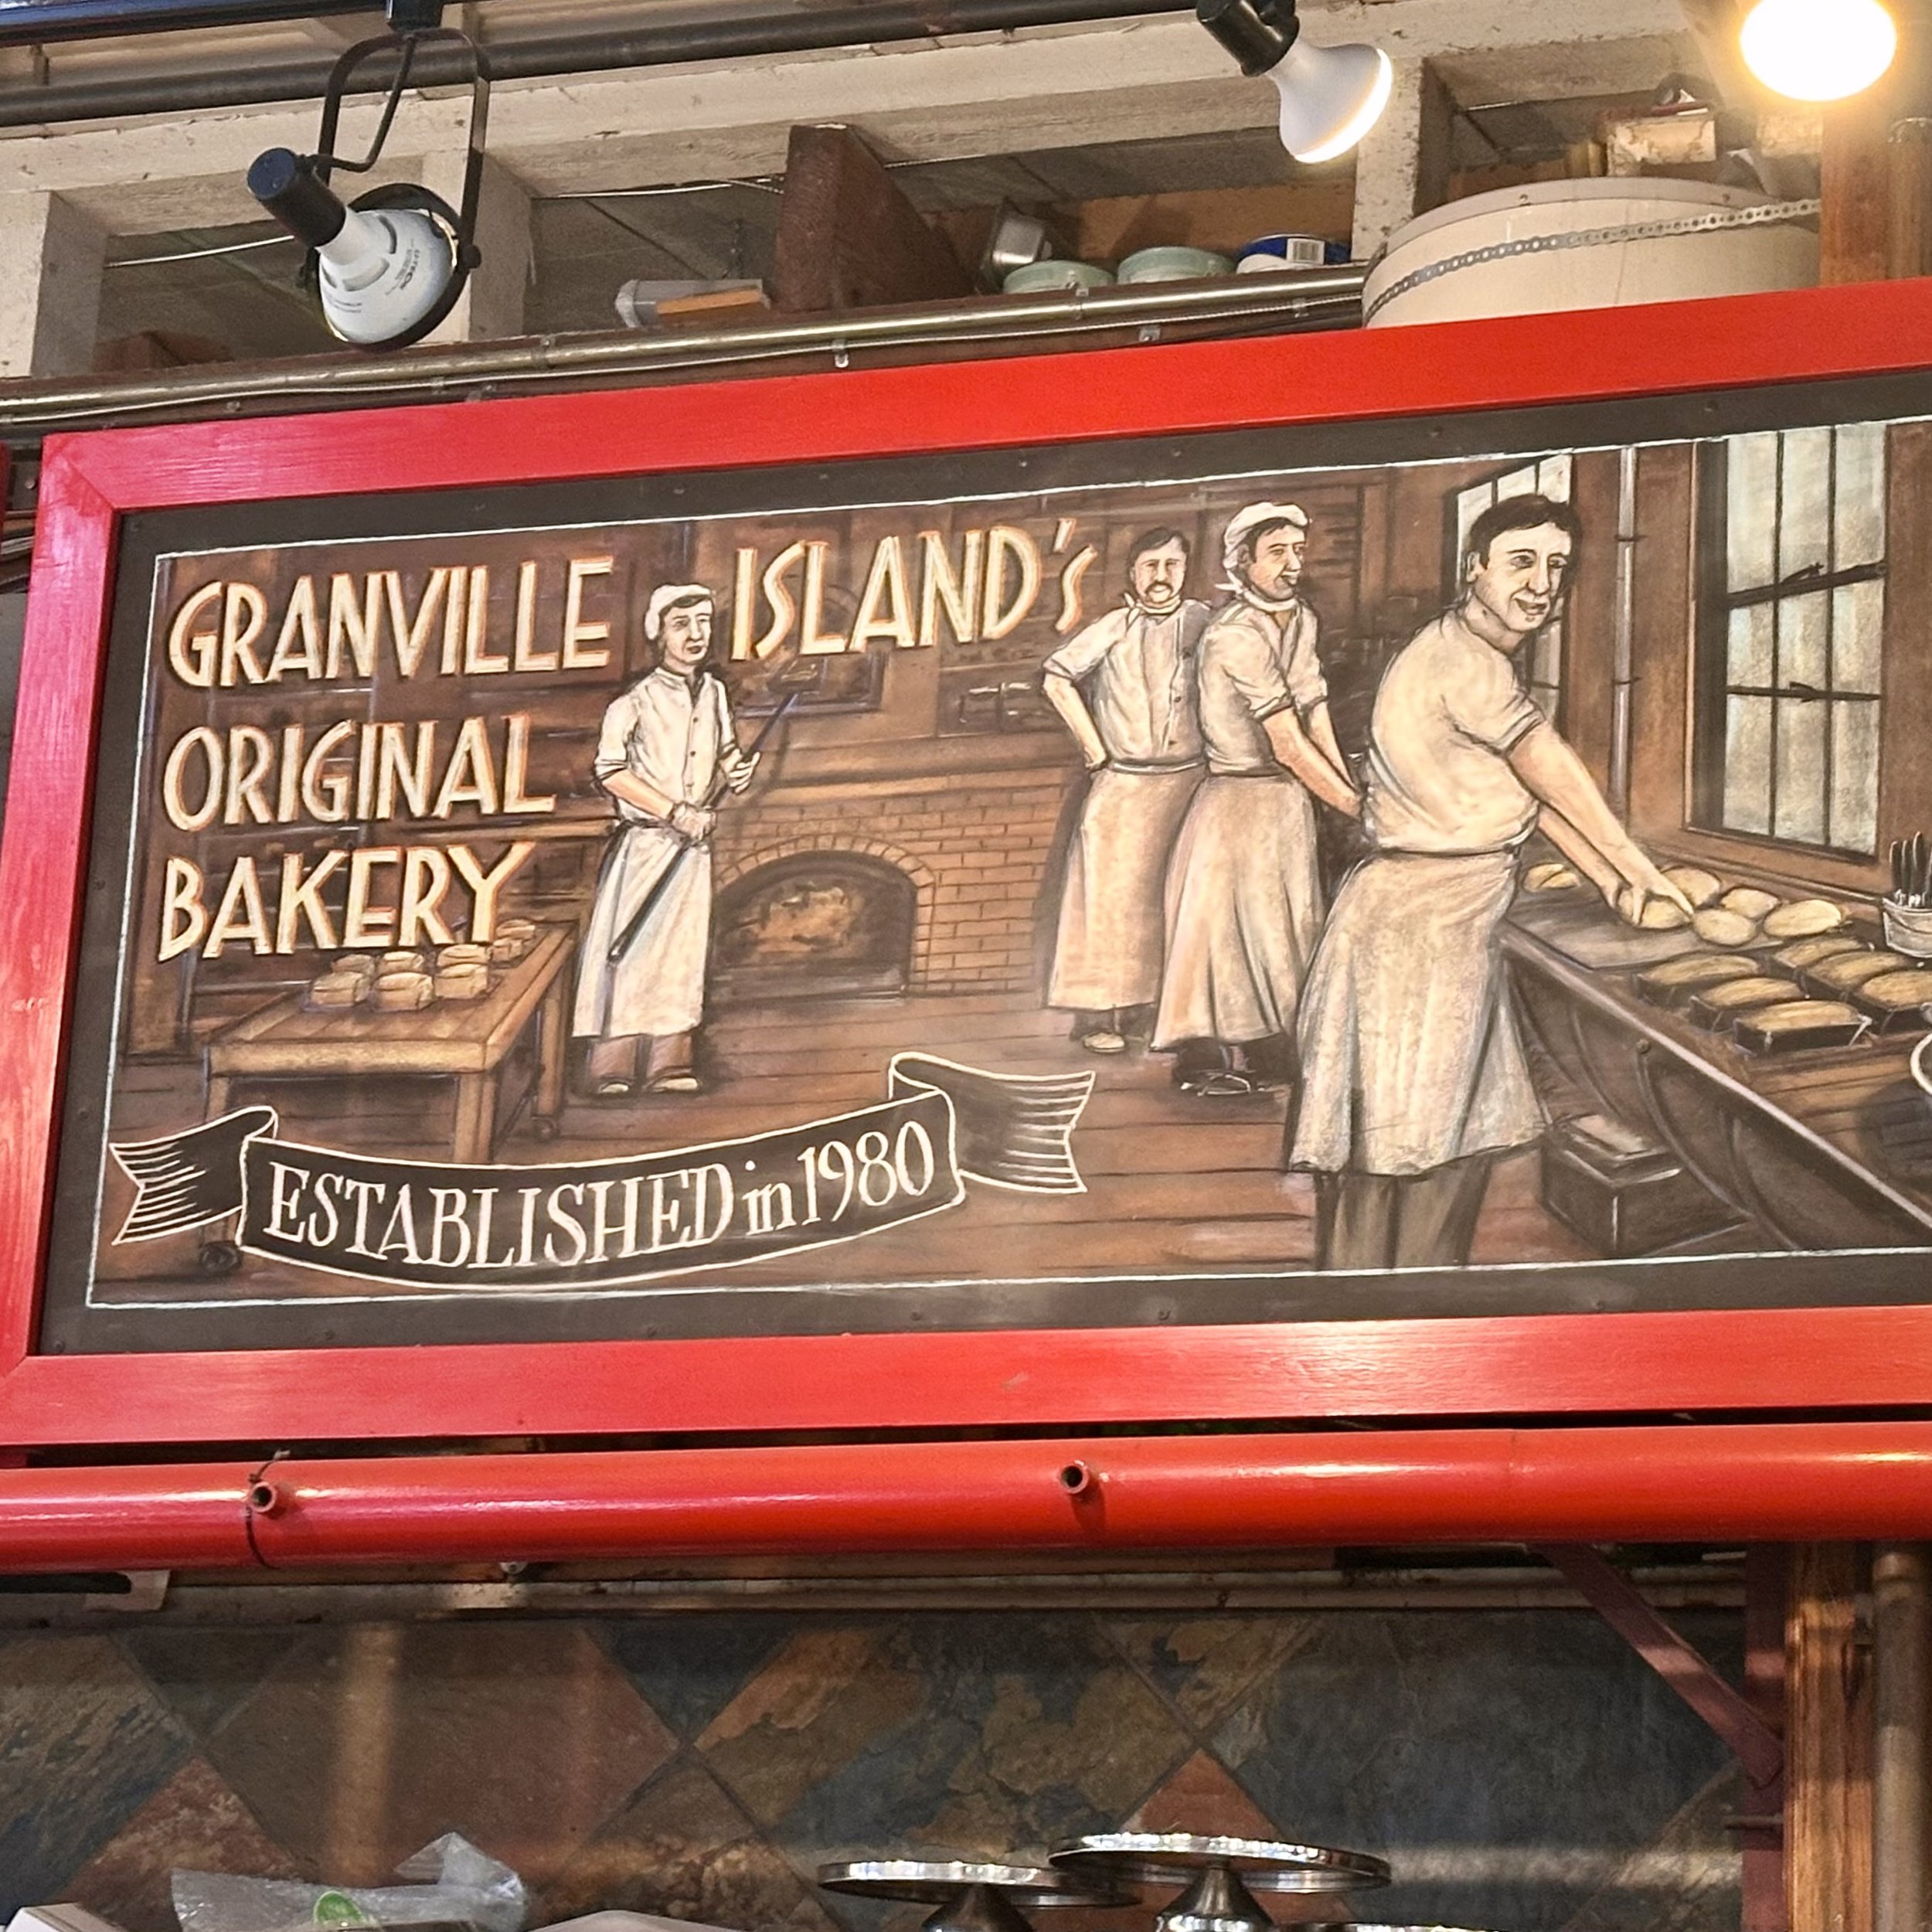 GRANVILLE ISLAND'S
ORIGINAL
BAKERY
ESTABLISHED in 1980